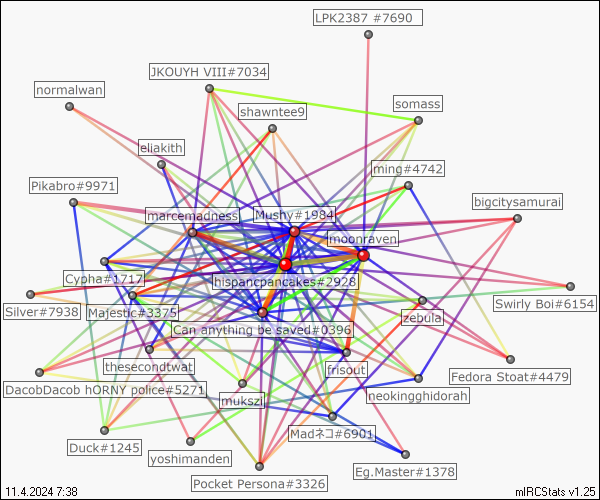 LPK2387 #7690
JKOUYH VIII#7034
normalwan
somass
shawntee9
eliakith
ming#4742
Pikabro#9971
bigcitysamurai
marcemadness
Mushy#1984
moonraven
Cypha#1717
hispancpancakes#2928
Silver#7938
Majestic#3375
Swirly Boi#6154
zebula
Can anything be saved#0396
thesecondtwat
frisout
Fedora Stoat#4479
DacobDacob hORNY police#5271
mukszi
neokingghidorah
Madネコ#6901
Duck#1245
yoshimanden
Eg.Master#1378
Pocket Persona#3326
11.4.2024 7:38
mIRCStats v1.25